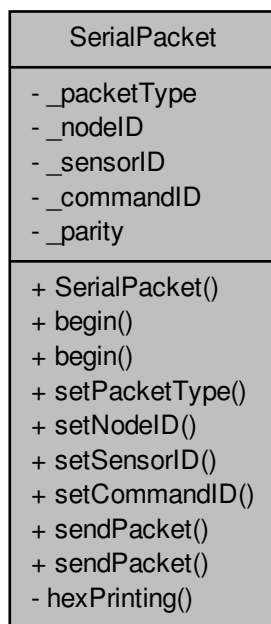 SerialPacket
- _packetType
- _nodeID
- _sensorID
- _commandID
- _parity
+ SerialPacket()
+ begin()
+ begin()
+ setPacketType()
+ setNodeID()
+ setSensorID()
+ setCommandID()
+ sendPacket()
+ sendPacket()
- hexPrinting()